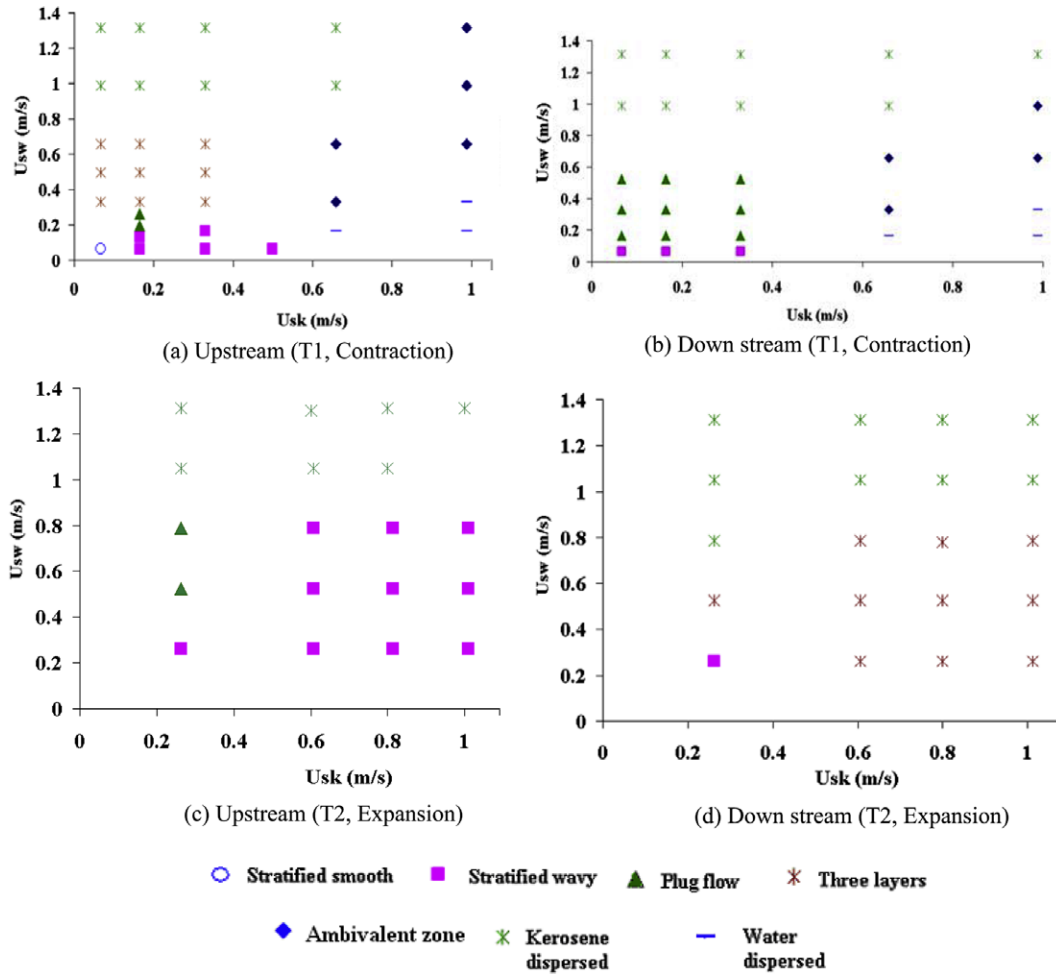 1.4
1.2
1
0.8
0.6
0.4
0.2
0
Usw (m/s)
0 0.2 0.4 0.6 0.8 1
Usk (m/s)
(a) Upstream (T1, Contraction)
1.4
1.2
1
0.8
0.6
0.4
0.2
0
Usw (m/s)
0 0.2 0.4 0.6 0.8 1
Usk (m/s)
(b) Down stream (T1, Contraction)
1.4
1.2
1
0.8
0.6
0.4
0.2
0
Usw (m/s)
0 0.2 0.4 0.6 0.8 1
Usk (m/s)
(c) Upstream (T2, Expansion)
1.4
1.2
1
0.8
0.6
0.4
0.2
0
Usw (m/s)
0 0.2 0.4 0.6 0.8 1
Usk (m/s)
(d) Down stream (T2, Expansion)
Stratified smooth
Stratified wavy
Plug flow
Three layers
Ambivalent zone
Kerosene
dispersed
Water
dispersed